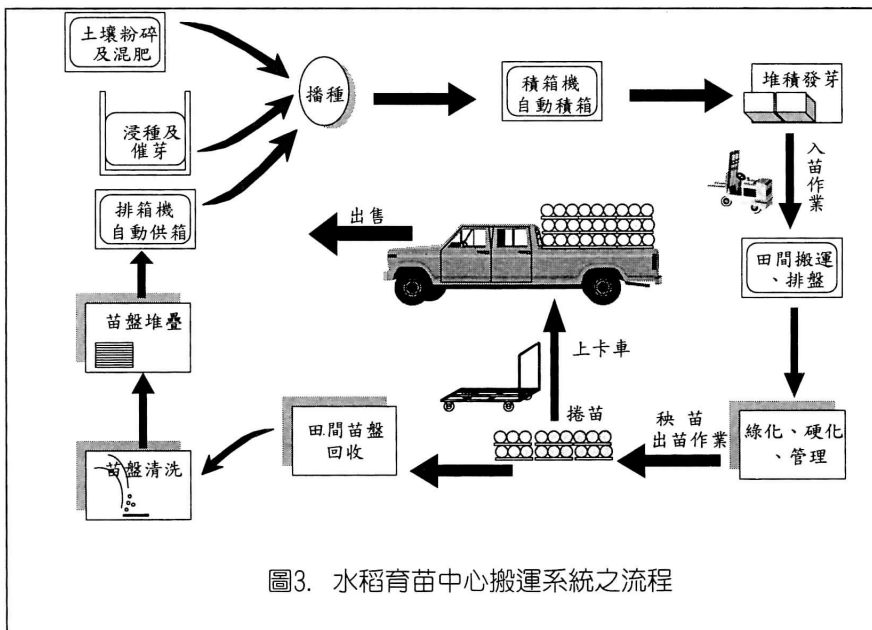 土壤粉碎
及混肥
播種
積箱機
自動積箱
堆積發芽
浸種及
催芽
入苗作業
排箱機
自動供箱
出售
田間搬運
、排盤
苗盤堆疊
上卡車
捲苗
秧苗
出苗作業
綠化、硬化
、管理
田間苗盤
回收
苗盤清洗
圖3. 水稻育苗中心搬運系統之流程